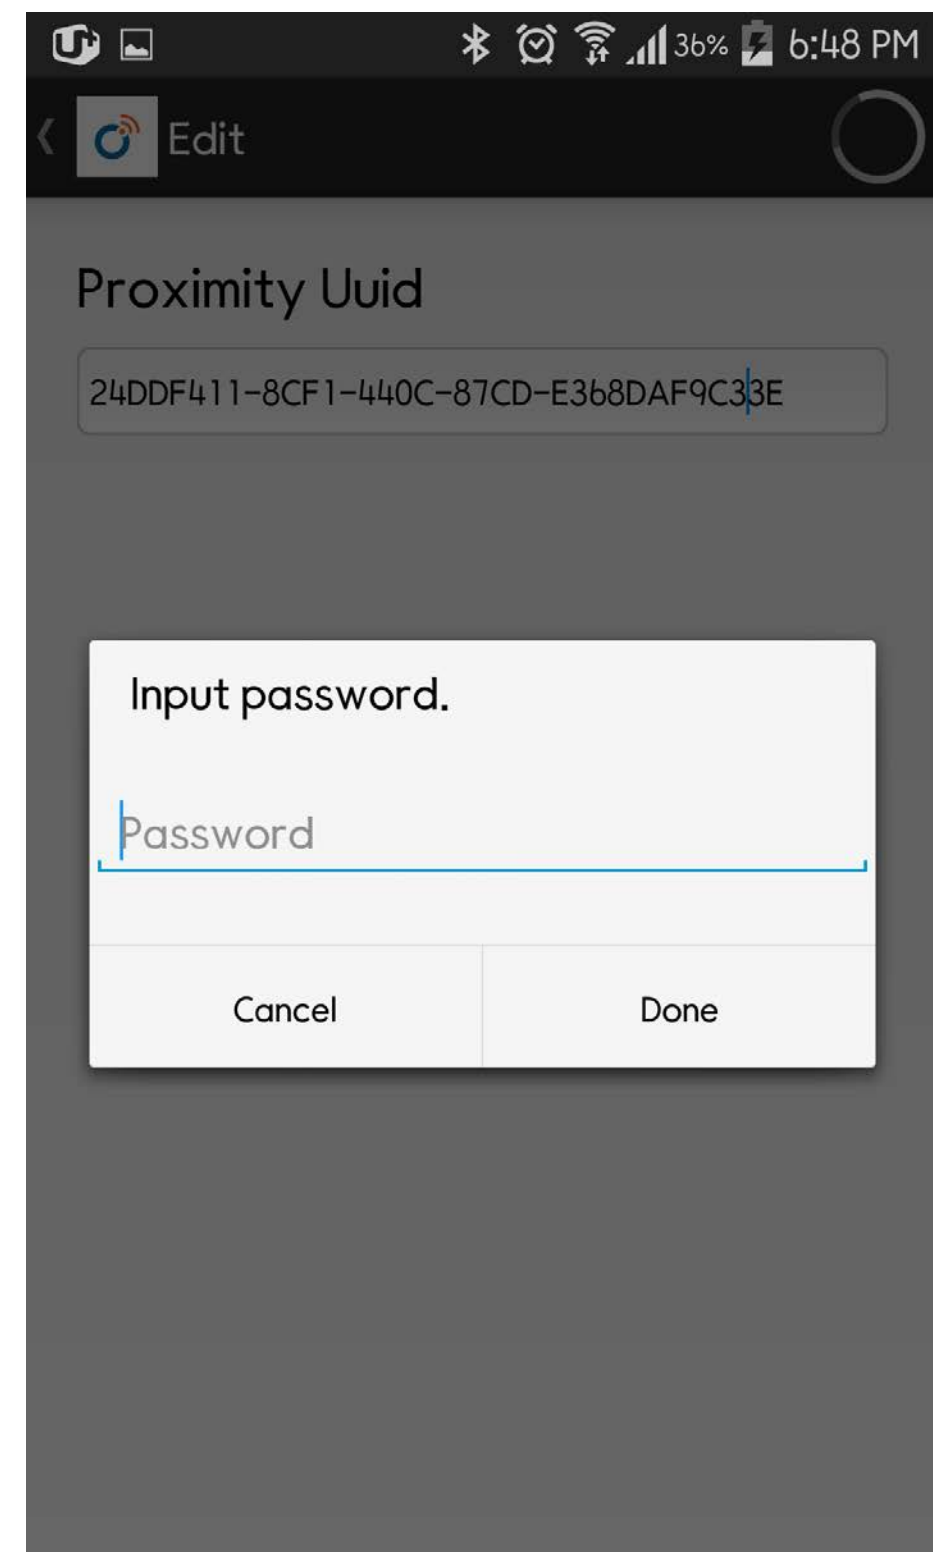 U+ 36% 6:48 PM
Edit
Proximity Uuid
24DDF411-8CF1-440C-87CD-E368DAF9C33E
Input password.
Password
Cancel Done